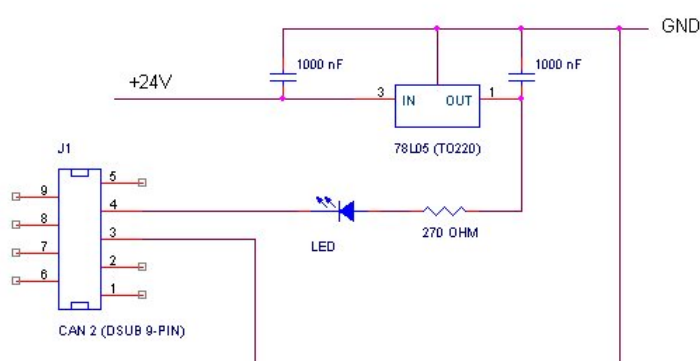 GND
1000 nF
1000 nF
+24V
3
IN
OUT
1
78L05 (TO220)
J1
5
9
4
8
3
7
2
6
1
LED
270 OHM
CAN 2 (DSUB 9-PIN)